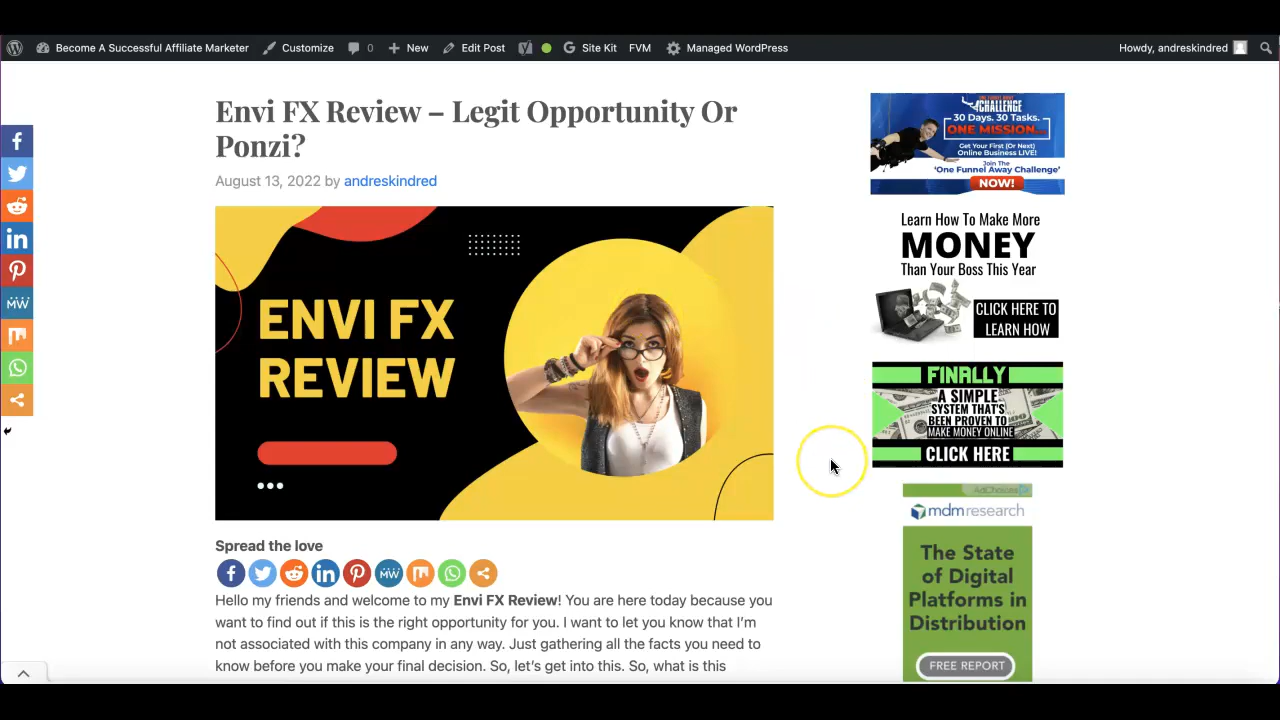 Become A Successful Affiliate Marketer
Customize
0
New
Edit Post
Site Kit
FVM
Managed WordPress
Howdy, andreskindred
Envi FX Review – Legit Opportunity Or
Ponzi?
August 13, 2022 by andreskindred
ENVI FX
REVIEW
Spread the love
Hello my friends and welcome to my Envi FX Review! You are here today because you
want to find out if this is the right opportunity for you. I want to let you know that I'm
not associated with this company in any way. Just gathering all the facts you need to
know before you make your final decision. So, let's get into this. So, what is this
ONE FUNNEL AWAY
CHALLENGE
30 Days. 30 Tasks.
ONE MISSION...
Get Your First (Or Next)
Online Business LIVE!
Join The
'One Funnel Away Challenge'
NOW!
Learn How To Make More
MONEY
Than Your Boss This Year
CLICK HERE TO
LEARN HOW
FINALLY
A SIMPLE
SYSTEM THAT'S
BEEN PROVEN TO
MAKE MONEY ONLINE
CLICK HERE
AdChoices
mdmresearch
The State
of Digital
Platforms in
Distribution
FREE REPORT